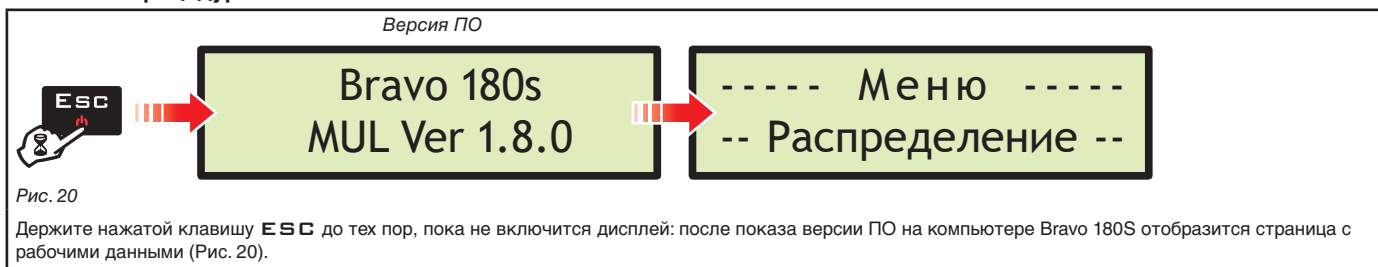 Версия ПО
Bravo 180s
MUL Ver 1.8.0
ESC
----- Меню -----
-- Распределение --
Рис. 20
Держите нажатой клавишу ESC до тех пор, пока не включится дисплей: после показа версии ПО на компьютере Bravo 180S отобразится страница с
рабочими данными (Рис. 20).